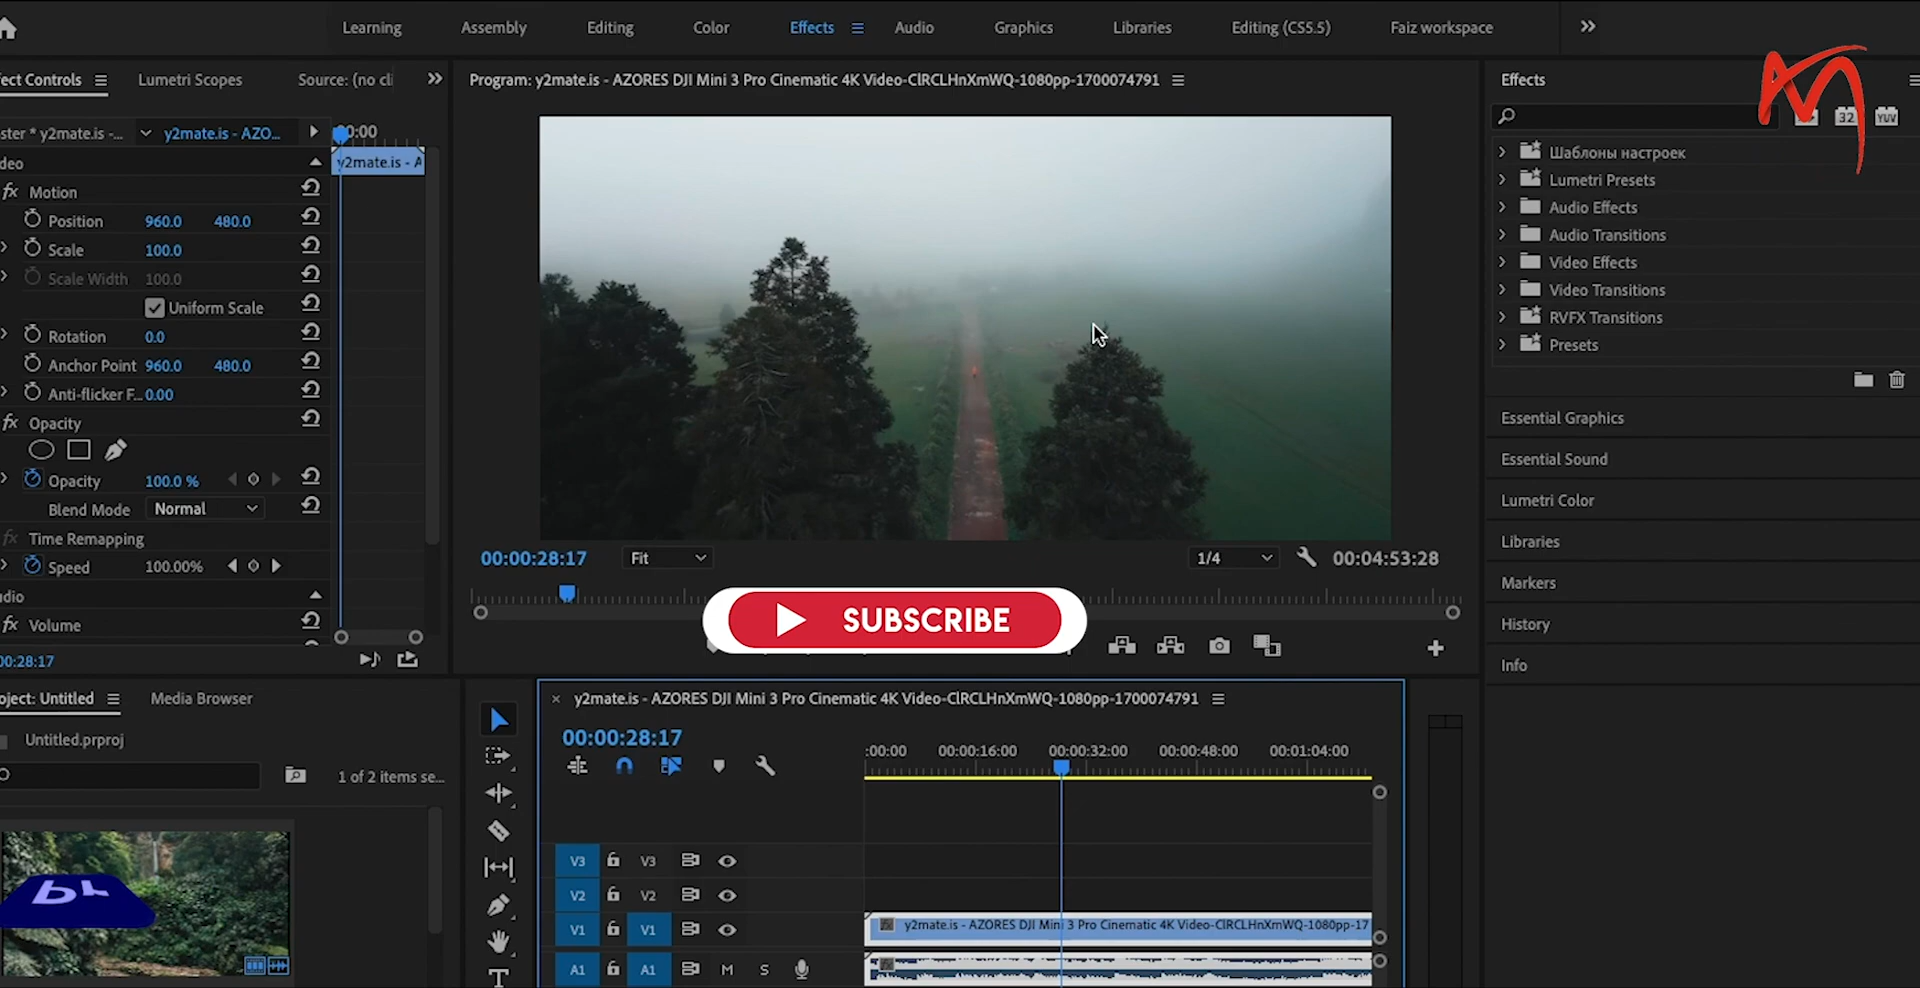 Learning Assembly Editing Color Effects Audio Graphics Libraries Editing (CS5.5) Faiz workspace
ect Controls Lumetri Scopes Source: (no cli
Program: y2mate.is - AZORES DJI Mini 3 Pro Cinematic 4K Video-ClRCLHnXmWQ-1080pp-1700074791
Effects
ster * y2mate.is -... y2mate.is - AZO... 00:00
y2mate.is - A
deo
fx Motion
Position 960.0 480.0
Scale 100.0
Scale Width 100.0
Uniform Scale
Rotation 0.0
Anchor Point 960.0 480.0
Anti-flicker F... 0.00
fx Opacity
Opacity 100.0 %
Blend Mode Normal
fx Time Remapping
Speed 100.00%
udio
fx Volume
00:28:17
00:00:28:17 Fit 1/4 00:04:53:28
SUBSCRIBE
32 YUV
Шаблоны настроек
Lumetri Presets
Audio Effects
Audio Transitions
Video Effects
Video Transitions
RVFX Transitions
Presets
Essential Graphics
Essential Sound
Lumetri Color
Libraries
Markers
History
Info
oject: Untitled Media Browser
Untitled.prproj
1 of 2 items se...
y2mate.is - AZORES DJI Mini 3 Pro Cinematic 4K Video-ClRCLHnXmWQ-1080pp-1700074791
00:00:28:17
:00:00 00:00:16:00 00:00:32:00 00:00:48:00 00:01:04:00
V3 V3
V2 V2
V1 V1 y2mate.is - AZORES DJI Mini 3 Pro Cinematic 4K Video-ClRCLHnXmWQ-1080pp-17
A1 A1 M S